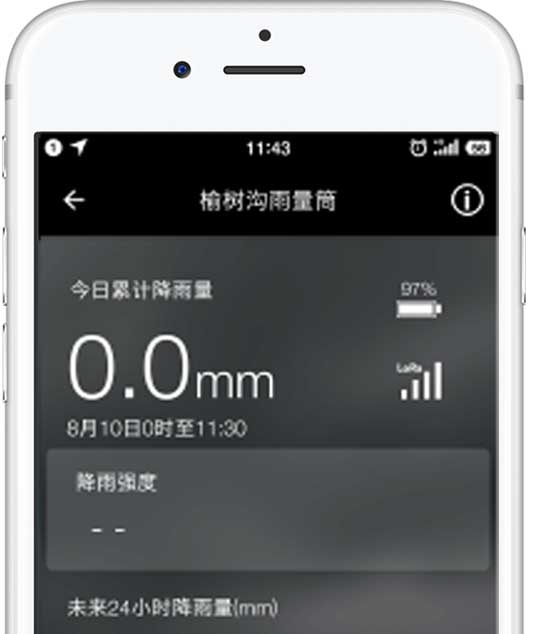 11:43
榆树沟雨量筒
今日累计降雨量
97%
0.0mm
LoRa
8月10日0时至11:30
降雨强度
--
未来24小时降雨量(mm)